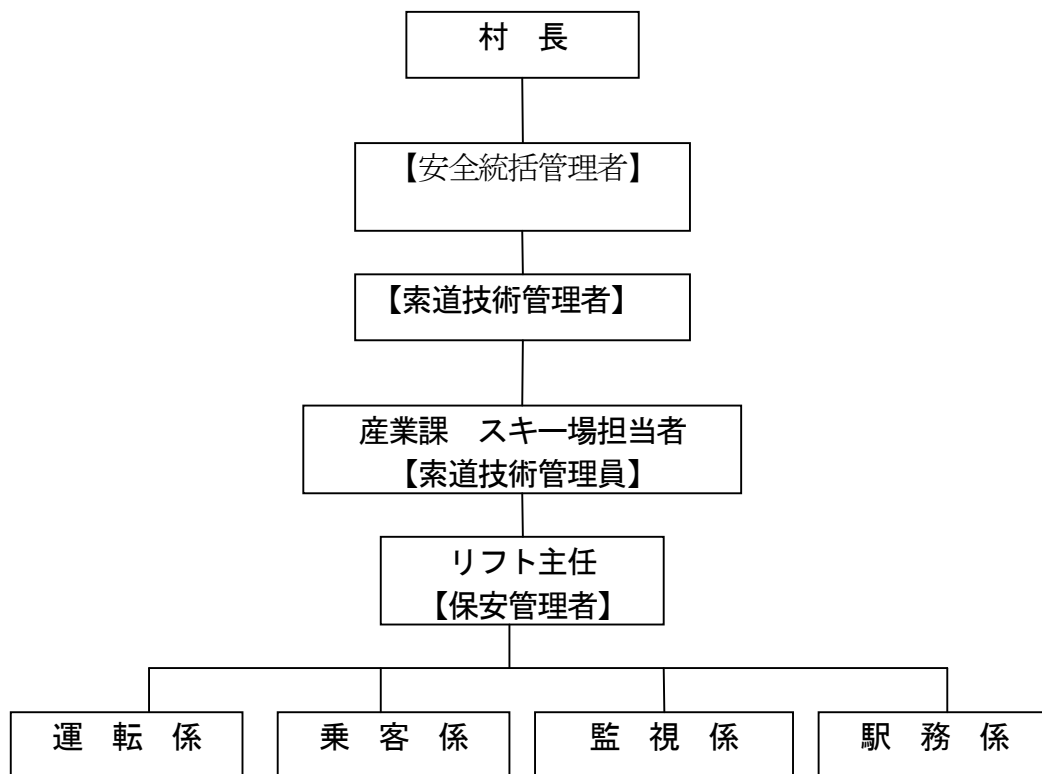 村　長
【安全統括管理者】
【索道技術管理者】
産業課　スキー場担当者
【索道技術管理員】
リフト主任
【保安管理者】
運　転　係
乗　客　係
監　視　係
駅　務　係